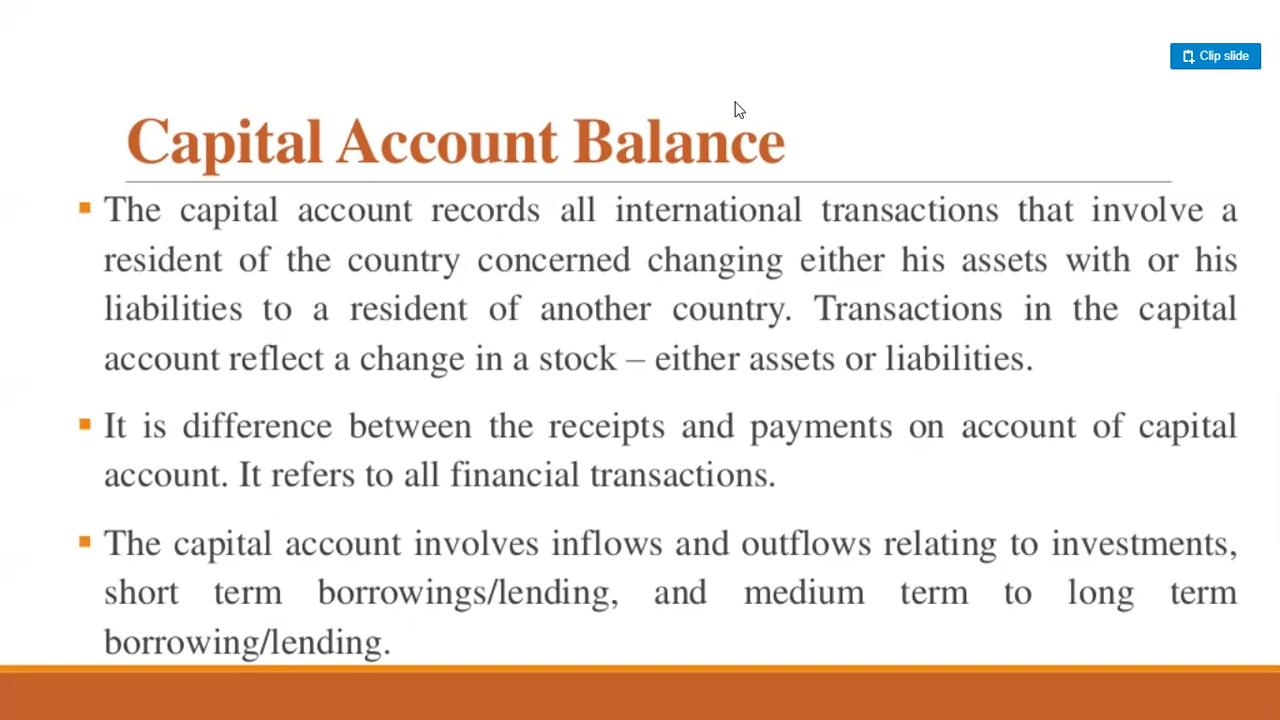 Clip slide
Capital Account Balance
▪ The capital account records all international transactions that involve a
resident of the country concerned changing either his assets with or his
liabilities to a resident of another country. Transactions in the capital
account reflect a change in a stock – either assets or liabilities.
▪ It is difference between the receipts and payments on account of capital
account. It refers to all financial transactions.
▪ The capital account involves inflows and outflows relating to investments,
short term borrowings/lending, and medium term to long term
borrowing/lending.